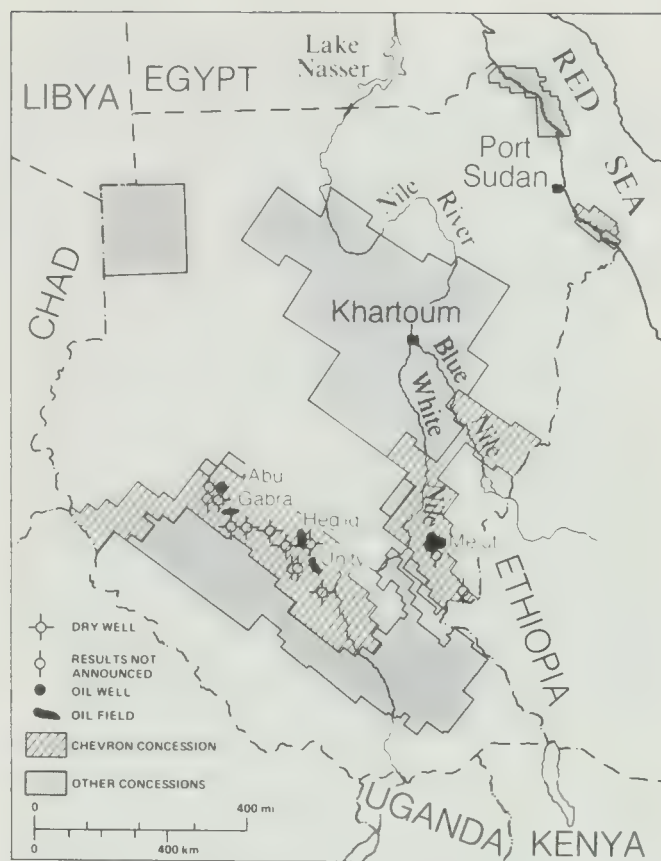 Lake
Nasser
EGYPT
LIBYA
RED
SEA
Port
Sudan
Nile
River
CHAD
Khartoum
Blue
Nile
White
Nile
Abu
Gabra
Heglig
Unity
Melut
ETHIOPIA
DRY WELL
RESULTS NOT
ANNOUNCED
OIL WELL
OIL FIELD
CHEVRON CONCESSION
OTHER CONCESSIONS
0 400 mi
0 400 km
UGANDA
KENYA